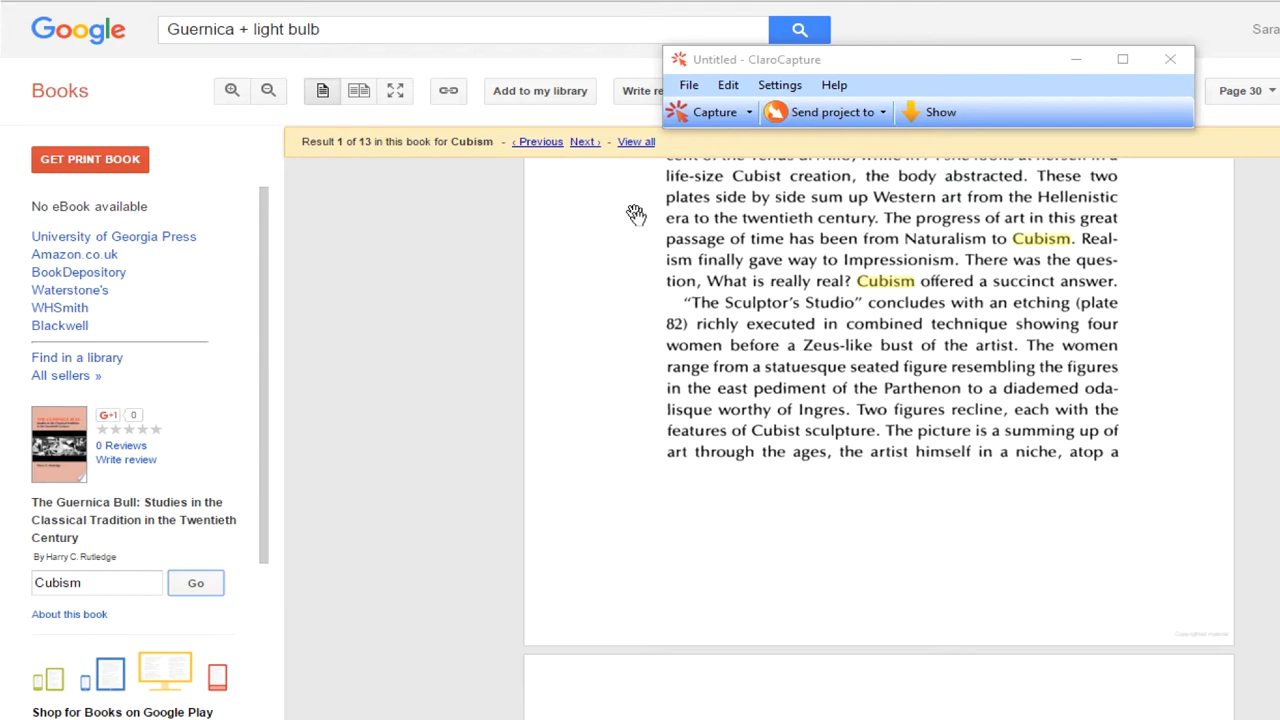 Google
Guernica + light bulb
Sara
Untitled - ClaroCapture
File Edit Settings Help
Capture Send project to Show
Books
Add to my library
Write re
Page 30
Result 1 of 13 in this book for Cubism - ‹ Previous Next › - View all
GET PRINT BOOK
No eBook available
University of Georgia Press
Amazon.co.uk
BookDepository
Waterstone's
WHSmith
Blackwell
Find in a library
All sellers »
G+1 0
0 Reviews
Write review
The Guernica Bull: Studies in the
Classical Tradition in the Twentieth
Century
By Harry C. Rutledge
Cubism
Go
About this book
Shop for Books on Google Play
life-size Cubist creation, the body abstracted. These two
plates side by side sum up Western art from the Hellenistic
era to the twentieth century. The progress of art in this great
passage of time has been from Naturalism to Cubism. Real-
ism finally gave way to Impressionism. There was the ques-
tion, What is really real? Cubism offered a succinct answer.
"The Sculptor's Studio" concludes with an etching (plate
82) richly executed in combined technique showing four
women before a Zeus-like bust of the artist. The women
range from a statuesque seated figure resembling the figures
in the east pediment of the Parthenon to a diademed oda-
lisque worthy of Ingres. Two figures recline, each with the
features of Cubist sculpture. The picture is a summing up of
art through the ages, the artist himself in a niche, atop a
Copyrighted material